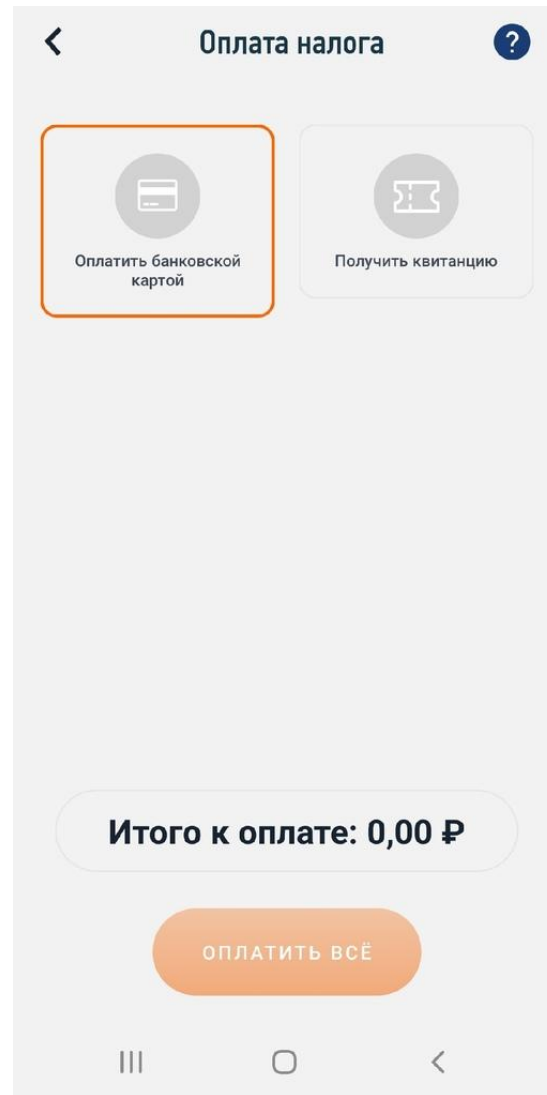 Оплата налога
?
Оплатить банковской
картой
Получить квитанцию
Итого к оплате: 0,00 ₽
ОПЛАТИТЬ ВСЁ